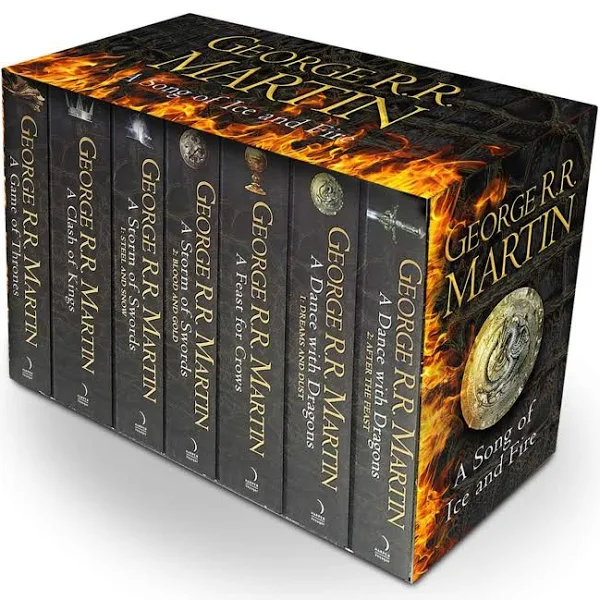 GEORGE R.R.
MARTIN
A Song of Ice and Fire
GEORGE R.R. MARTIN
A Game of Thrones
GEORGE R.R. MARTIN
A Clash of Kings
GEORGE R.R. MARTIN
A Storm of Swords
1: STEEL AND SNOW
GEORGE R.R. MARTIN
A Storm of Swords
2: BLOOD AND GOLD
GEORGE R.R. MARTIN
A Feast for Crows
GEORGE R.R. MARTIN
A Dance with Dragons
1: DREAMS AND DUST
GEORGE R.R. MARTIN
A Dance with Dragons
2: AFTER THE FEAST
GEORGE R.R.
MARTIN
A Song of
Ice and Fire